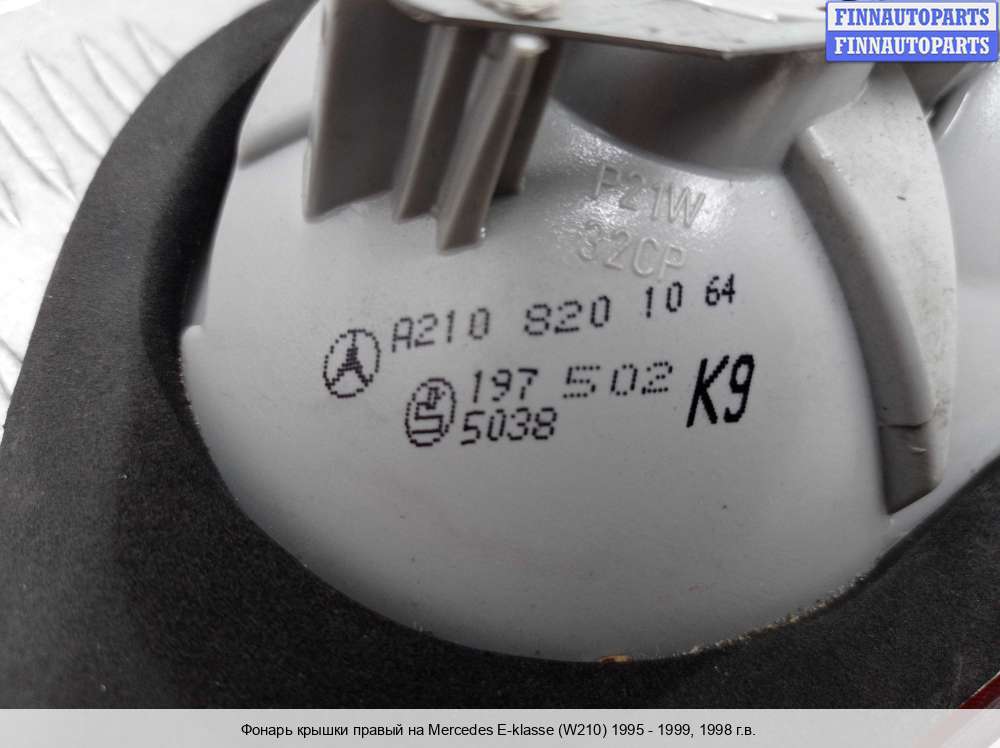 FINNAUTOPARTS
FINNAUTOPARTS
P21W
32CP
A210 820 10 64
197 502 K9
5038
Фонарь крышки правый на Mercedes E-klasse (W210) 1995 - 1999, 1998 г.в.